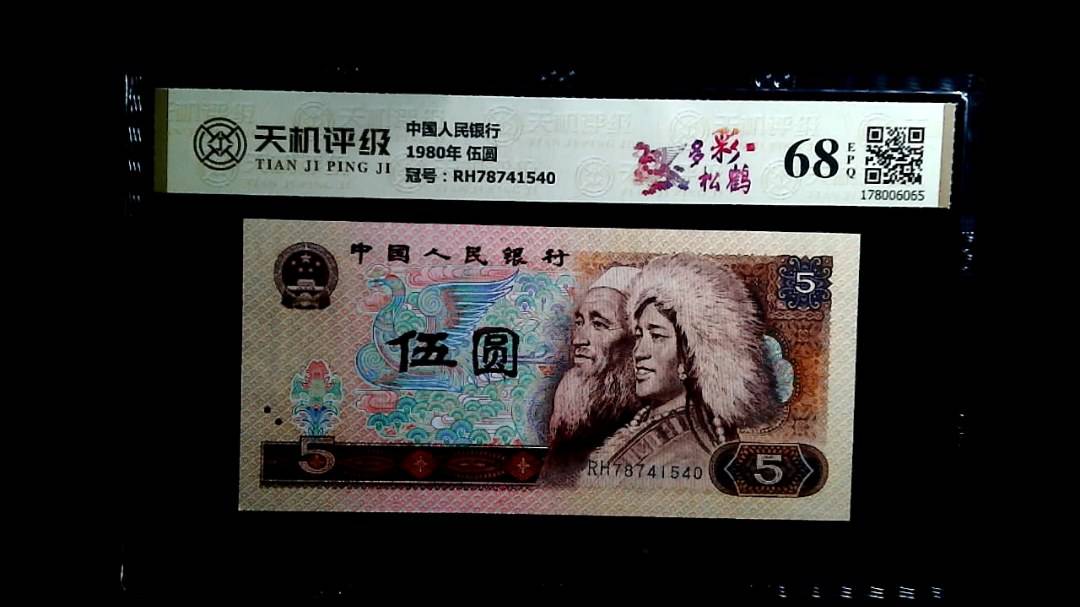 天机评级
TIAN JI PING JI
中国人民银行
1980年 伍圆
冠号：RH78741540
多彩
松鹤
68
EPQ
178006065
中国人民银行
5
伍圆
5
RH78741540
5